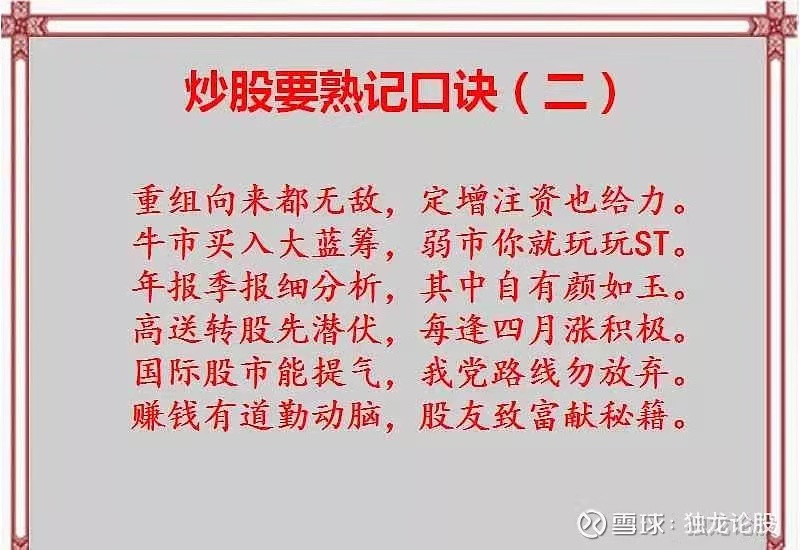 炒股要熟记口诀（二）
重组向来都无敌，定增注资也给力。
牛市买入大蓝筹，弱市你就玩玩ST。
年报季报细分析，其中自有颜如玉。
高送转股先潜伏，每逢四月涨积极。
国际股市能提气，我党路线勿放弃。
赚钱有道勤动脑，股友致富献秘籍。
雪球：独龙论股